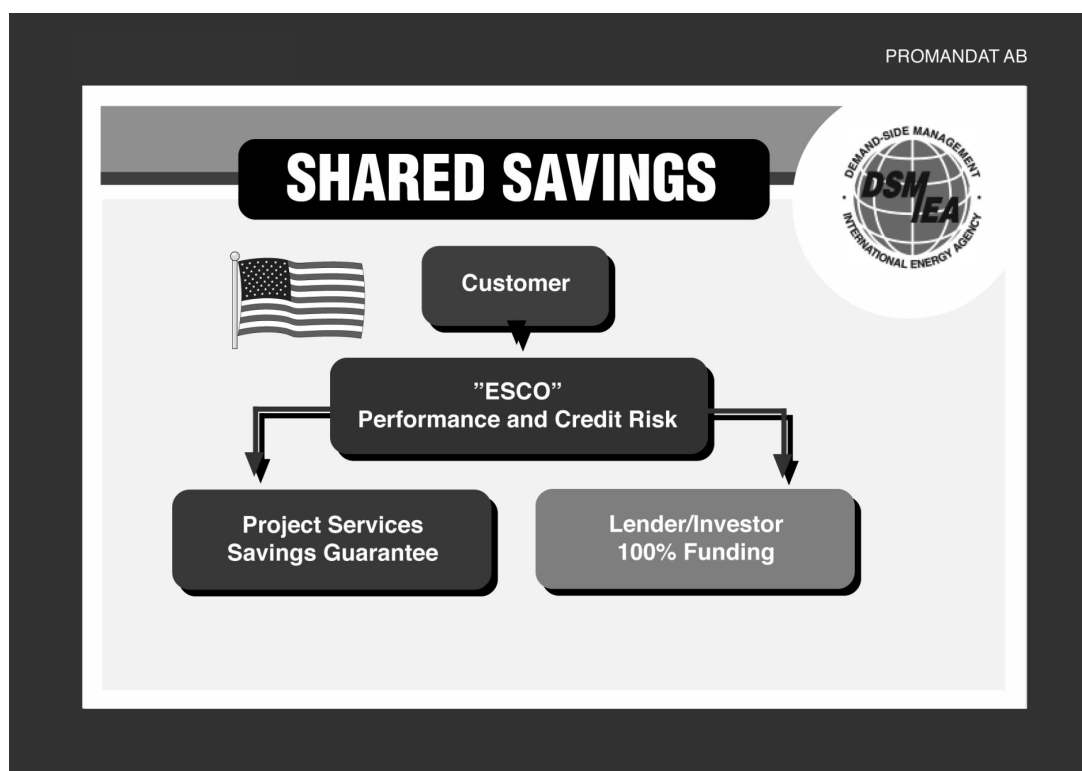 PROMANDAT AB
SHARED SAVINGS
DEMAND-SIDE MANAGEMENT
DSM
IEA
INTERNATIONAL ENERGY AGENCY
Customer
”ESCO”
Performance and Credit Risk
Project Services
Savings Guarantee
Lender/Investor
100% Funding